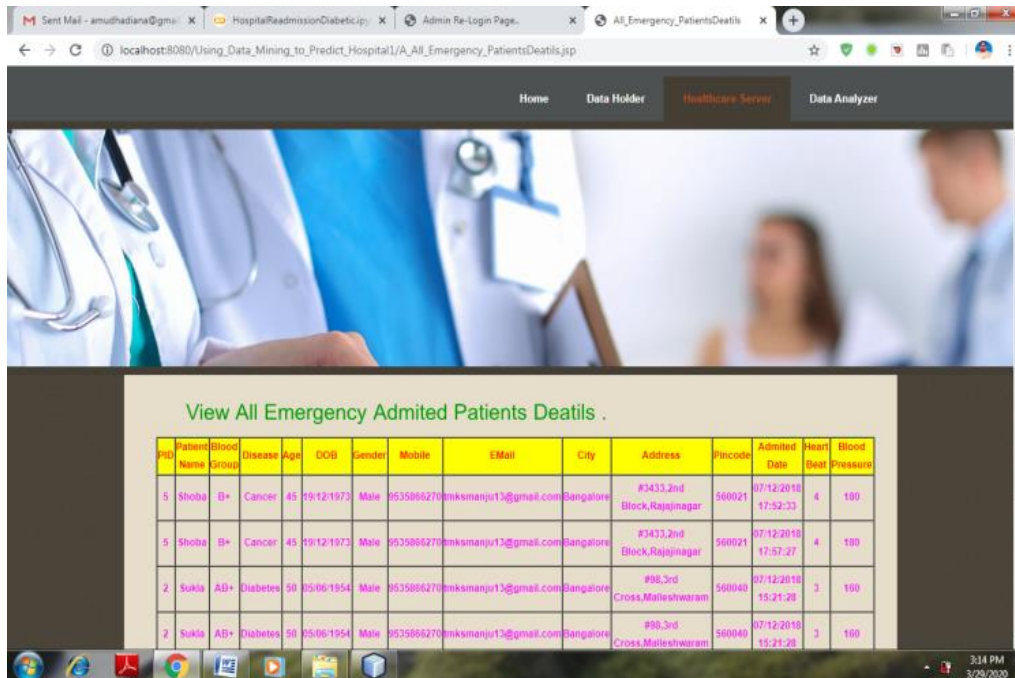 Sent Mail - amudhadiana@gma
HospitalReadmissionDiabetic.ip
Admin Re-Login Page..
All_Emergency_PatientsDeatils
localhost:8080/Using_Data_Mining_to_Predict_Hospital1/A_All_Emergency_PatientsDeatils.jsp
Home Data Holder Healthcare Server Data Analyzer
View All Emergency Admited Patients Deatils .
PID Patient Name Blood Group Disease Age DOB Gender Mobile EMail City Address Pincode Admited Date Heart Beat Blood Pressure
5 Shoba B+ Cancer 45 19/12/1973 Male 9535866270 tmksmanju13@gmail.com Bangalore #3433,2nd Block,Rajajinagar 560021 07/12/2018 17:52:33 4 180
5 Shoba B+ Cancer 45 19/12/1973 Male 9535866270 tmksmanju13@gmail.com Bangalore #3433,2nd Block,Rajajinagar 560021 07/12/2018 17:57:27 4 180
2 Sukla AB+ Diabetes 50 05/06/1954 Male 9535866270 tmksmanju13@gmail.com Bangalore #98,3rd Cross,Malleshwaram 560040 07/12/2018 15:21:28 3 160
2 Sukla AB+ Diabetes 50 05/06/1954 Male 9535866270 tmksmanju13@gmail.com Bangalore #98,3rd Cross,Malleshwaram 560040 07/12/2018 15:21:28 3 160
3:14 PM
3/29/2020